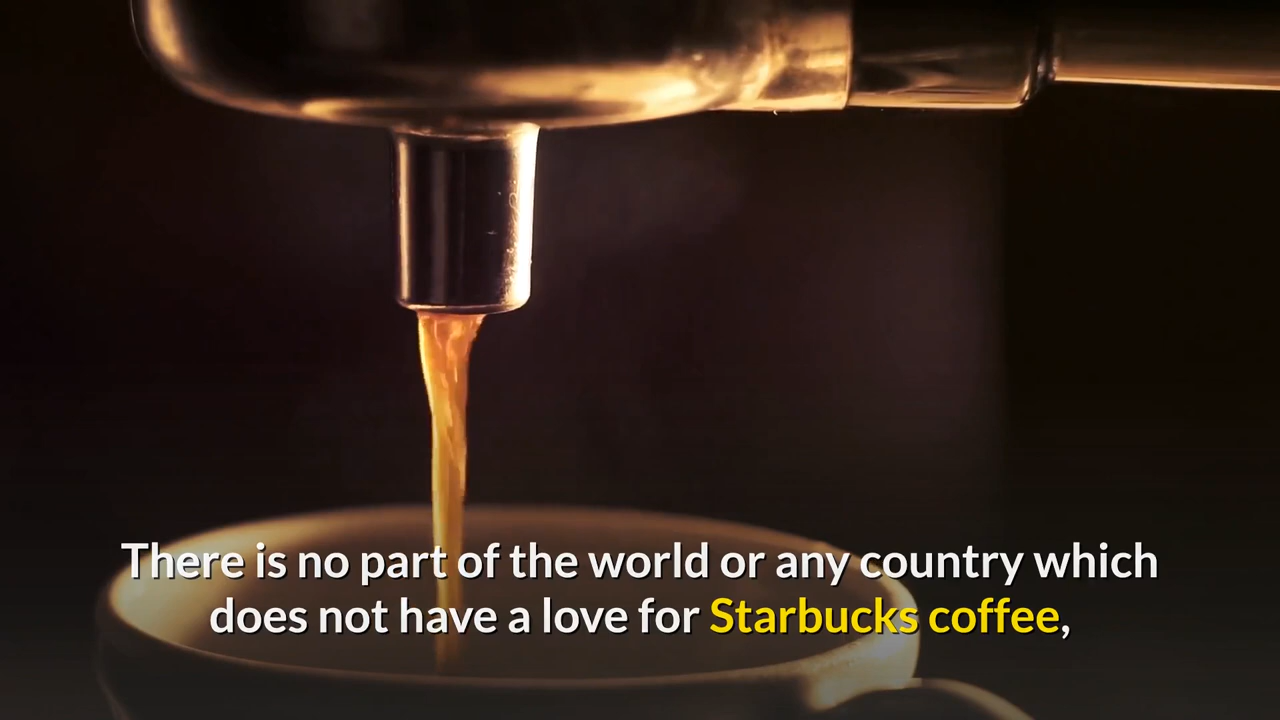 There is no part of the world or any country which
does not have a love for Starbucks coffee,